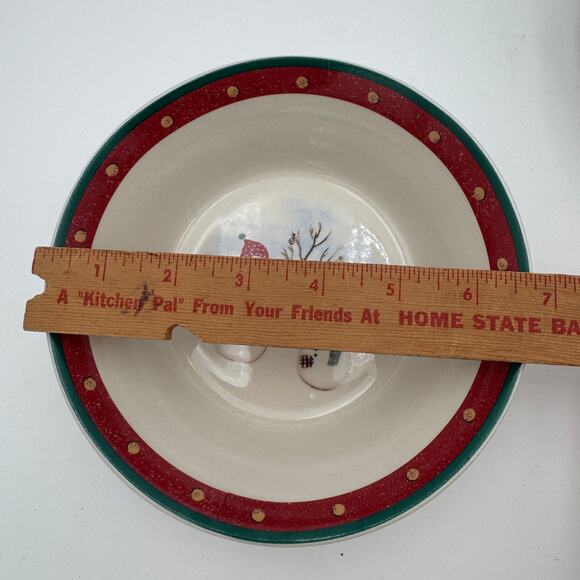 1 2 3 4 5 6 7
A "Kitchen Pal" From Your Friends At HOME STATE BA